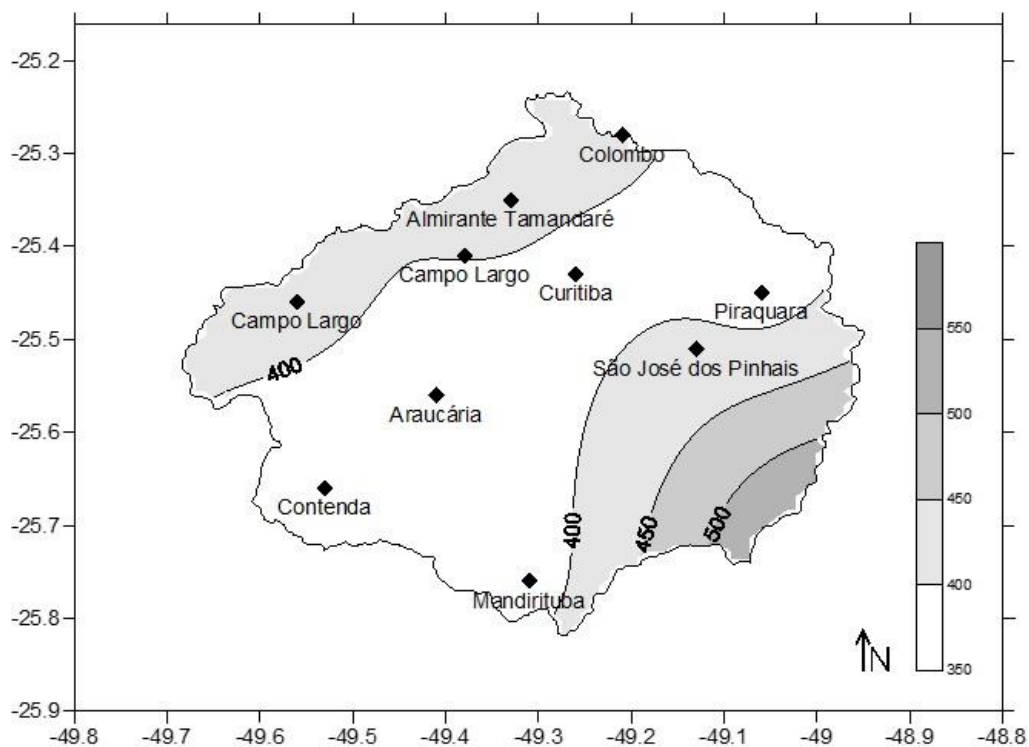 -25.2
-25.3
Colombo
Almirante Tamandaré
-25.4
Campo Largo
Curitiba
Campo Largo
Piraquara
550
-25.5
400
São José dos Pinhais
Araucária
500
-25.6
Contenda
450
-25.7
400
450
500
Mandirituba
400
-25.8
N
350
-25.9
-49.8
-49.7
-49.6
-49.5
-49.4
-49.3
-49.2
-49.1
-49
-48.9
-48.8